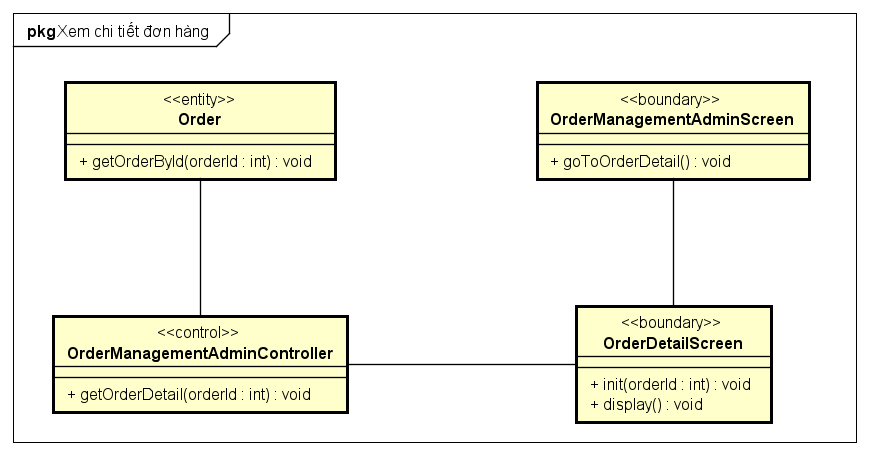 pkg Xem chi tiết đơn hàng
<<entity>>
Order
+ getOrderById(orderId : int) : void
<<boundary>>
OrderManagementAdminScreen
+ goToOrderDetail() : void
<<control>>
OrderManagementAdminController
+ getOrderDetail(orderId : int) : void
<<boundary>>
OrderDetailScreen
+ init(orderId : int) : void
+ display() : void